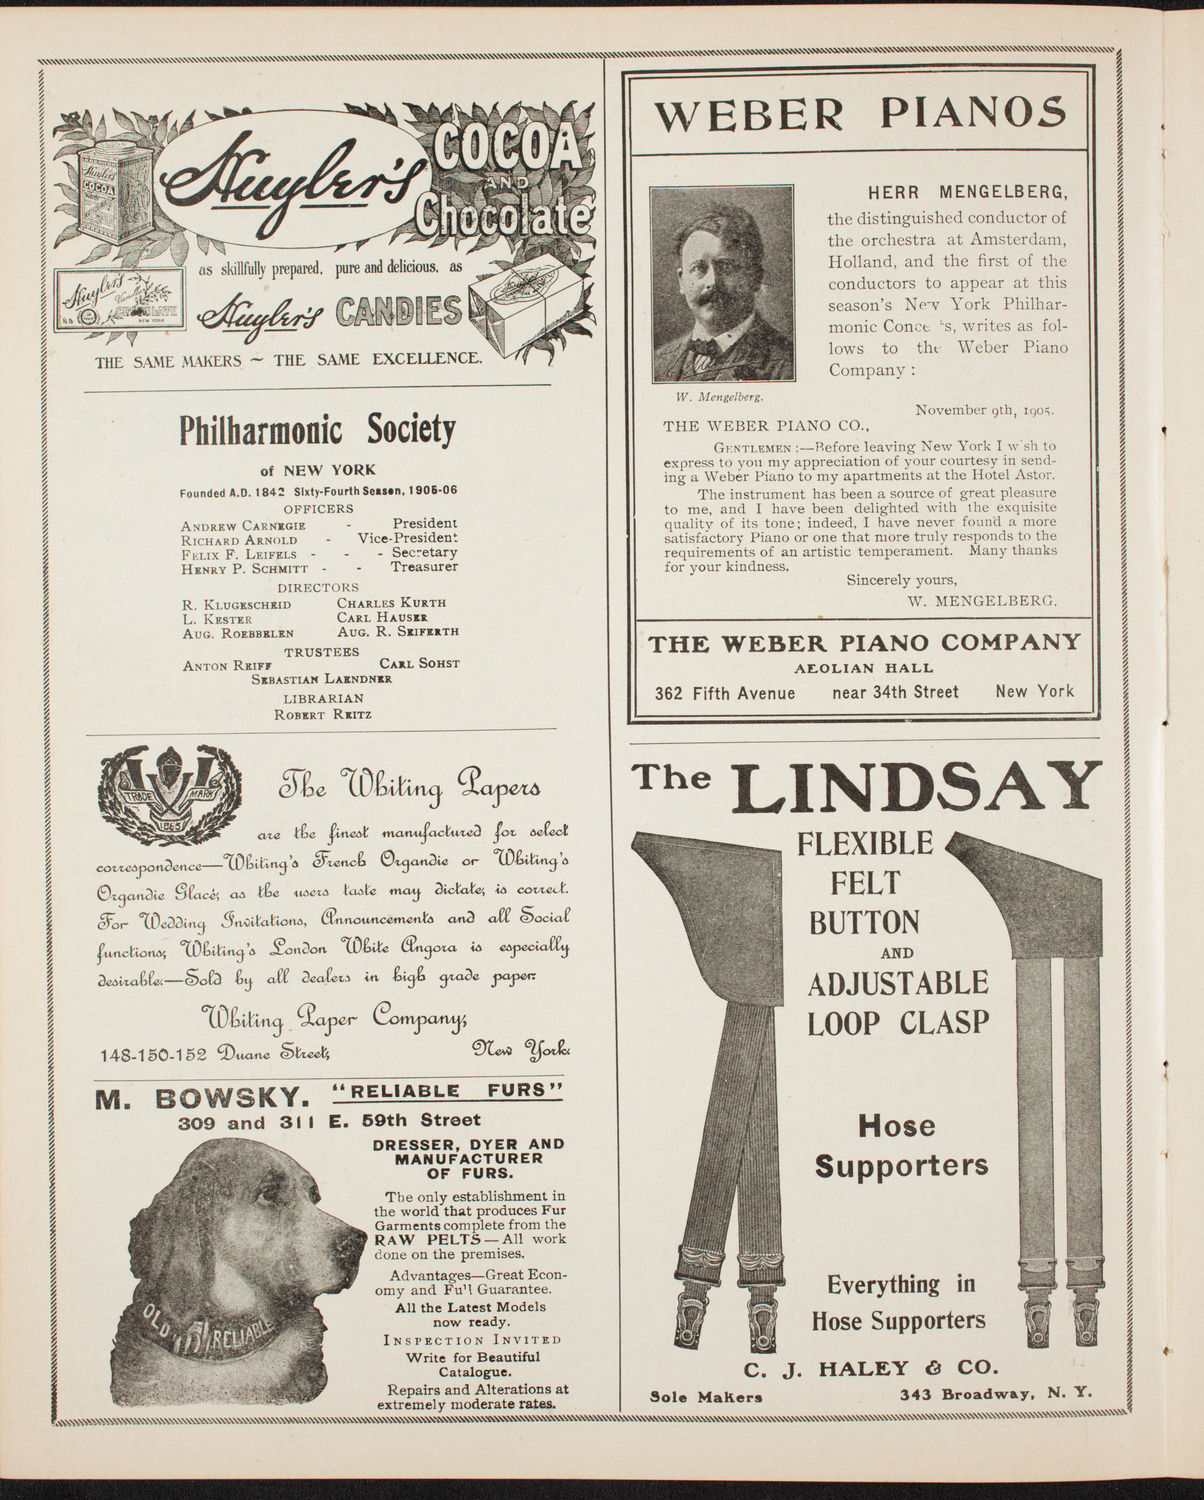 Huyler's
COCOA
AND
Chocolate
Huyler's
COCOA
Huyler's
Vanilla
CHOCOLATE
NEW YORK
as skillfully prepared, pure and delicious, as
Huyler's CANDIES
THE SAME MAKERS ~ THE SAME EXCELLENCE.
Philharmonic Society
of NEW YORK
Founded A.D. 1842 Sixty-Fourth Season, 1905-06
OFFICERS
ANDREW CARNEGIE - President
RICHARD ARNOLD - Vice-President
FELIX F. LEIFELS - - - Secretary
HENRY P. SCHMITT - - Treasurer
DIRECTORS
R. KLUGESCHEID CHARLES KURTH
L. KESTER CARL HAUSER
AUG. ROEBBELEN AUG. R. SEIFERTH
TRUSTEES
ANTON REIFF CARL SOHST
SEBASTIAN LAENDNER
LIBRARIAN
ROBERT REITZ
TRADE MARK
1865
The Whiting Papers
are the finest manufactured for select
correspondence—Whiting's French Organdie or Whiting's
Organdie Glacé; as the users taste may dictate; is correct.
For Wedding Invitations, Announcements and all Social
functions; Whiting's London White Angora is especially
desirable:—Sold by all dealers in high grade paper:
Whiting Paper Company;
148-150-152 Duane Street; New York:
M. BOWSKY. "RELIABLE FURS"
309 and 311 E. 59th Street
DRESSER, DYER AND
MANUFACTURER
OF FURS.
The only establishment in
the world that produces Fur
Garments complete from the
RAW PELTS—All work
done on the premises.
Advantages—Great Econ-
omy and Full Guarantee.
All the Latest Models
now ready.
INSPECTION INVITED
Write for Beautiful
Catalogue.
Repairs and Alterations at
extremely moderate rates.
OLD RELIABLE
WEBER PIANOS
HERR MENGELBERG,
the distinguished conductor of
the orchestra at Amsterdam,
Holland, and the first of the
conductors to appear at this
season's New York Philhar-
monic Conce 's, writes as fol-
lows to the Weber Piano
Company :
W. Mengelberg.
November 9th, 1905.
THE WEBER PIANO CO.,
GENTLEMEN :—Before leaving New York I wish to
express to you my appreciation of your courtesy in send-
ing a Weber Piano to my apartments at the Hotel Astor.
The instrument has been a source of great pleasure
to me, and I have been delighted with the exquisite
quality of its tone; indeed, I have never found a more
satisfactory Piano or one that more truly responds to the
requirements of an artistic temperament. Many thanks
for your kindness.
Sincerely yours,
W. MENGELBERG.
THE WEBER PIANO COMPANY
AEOLIAN HALL
362 Fifth Avenue near 34th Street New York
The LINDSAY
FLEXIBLE
FELT
BUTTON
AND
ADJUSTABLE
LOOP CLASP
Hose
Supporters
Everything in
Hose Supporters
C. J. HALEY & CO.
Sole Makers 343 Broadway, N. Y.